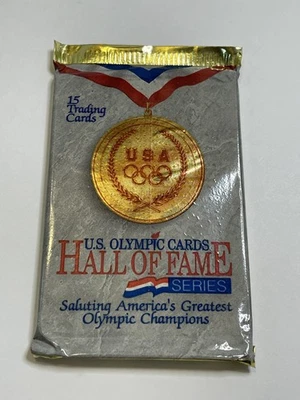 15
Trading
Cards
USA
U.S. OLYMPIC CARDS
HALL OF FAME
SERIES
Saluting America's Greatest
Olympic Champions